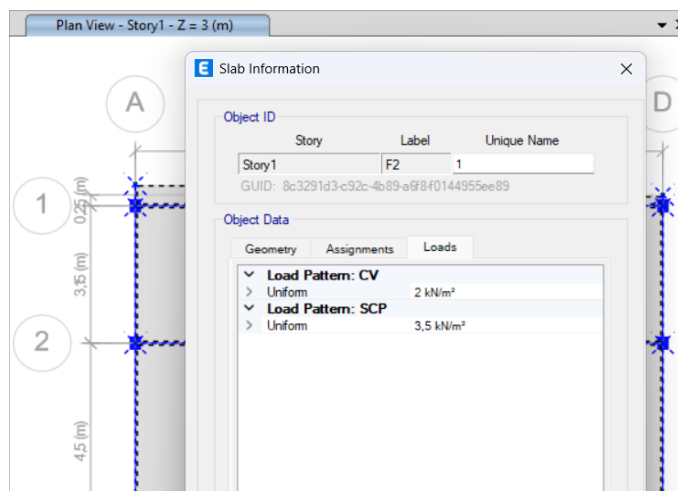 Plan View - Story1 - Z = 3 (m)
E Slab Information
A
D
Object ID
Story Label Unique Name
Story1 F2 1
GUID: 8c3291d3-c92c-4b89-a6f8-f0144955ee89
1
0,25 (m)
Object Data
Geometry Assignments Loads
Load Pattern: CV
Uniform 2 kN/m²
Load Pattern: SCP
Uniform 3,5 kN/m²
3,15 (m)
2
4,5 (m)